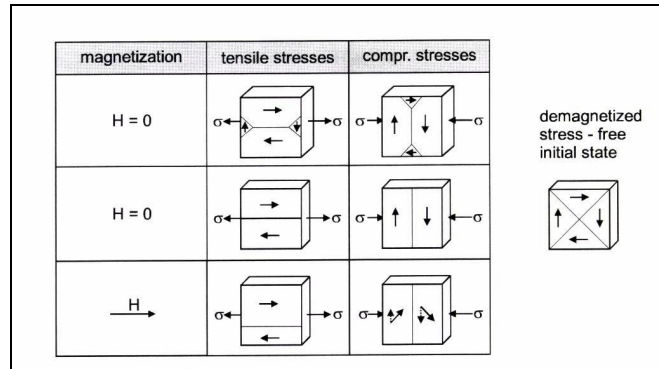 magnetization tensile stresses compr. stresses
H = 0 σ σ σ σ
H = 0 σ σ σ σ
H σ σ σ σ
demagnetized
stress - free
initial state